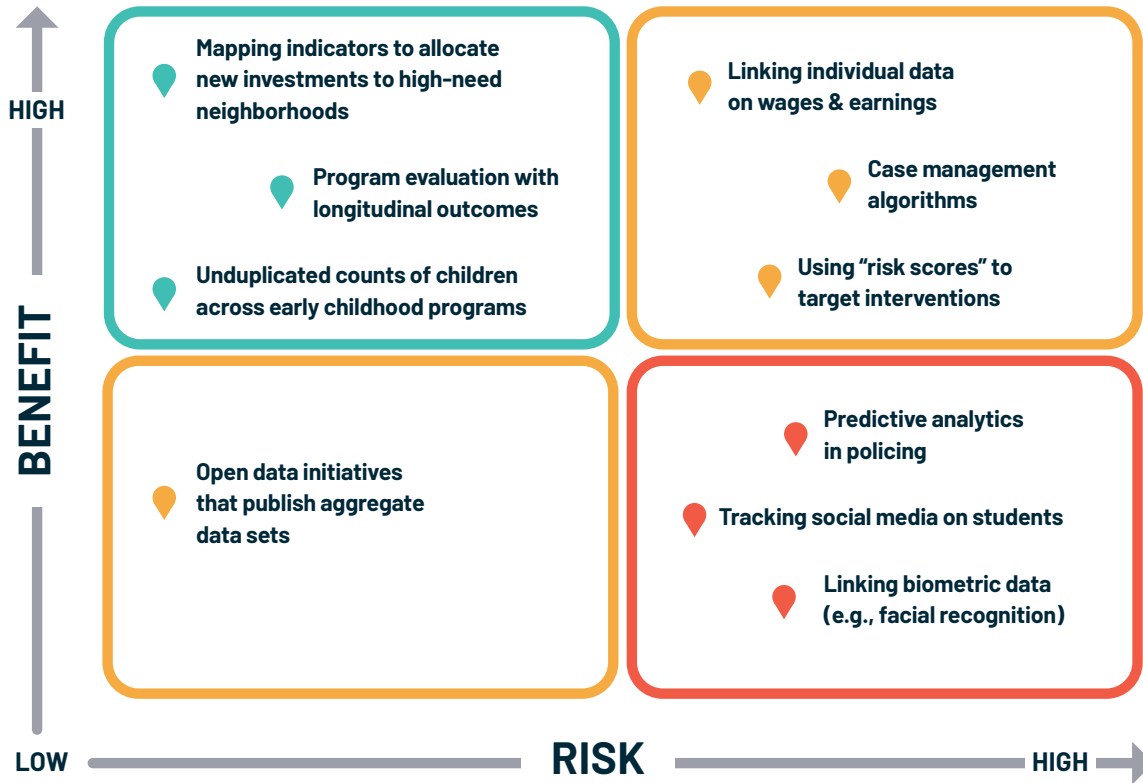 HIGH
BENEFIT
LOW
Mapping indicators to allocate
new investments to high-need
neighborhoods
Program evaluation with
longitudinal outcomes
Unduplicated counts of children
across early childhood programs
Linking individual data
on wages & earnings
Case management
algorithms
Using “risk scores” to
target interventions
Open data initiatives
that publish aggregate
data sets
Predictive analytics
in policing
Tracking social media on students
Linking biometric data
(e.g., facial recognition)
RISK
HIGH